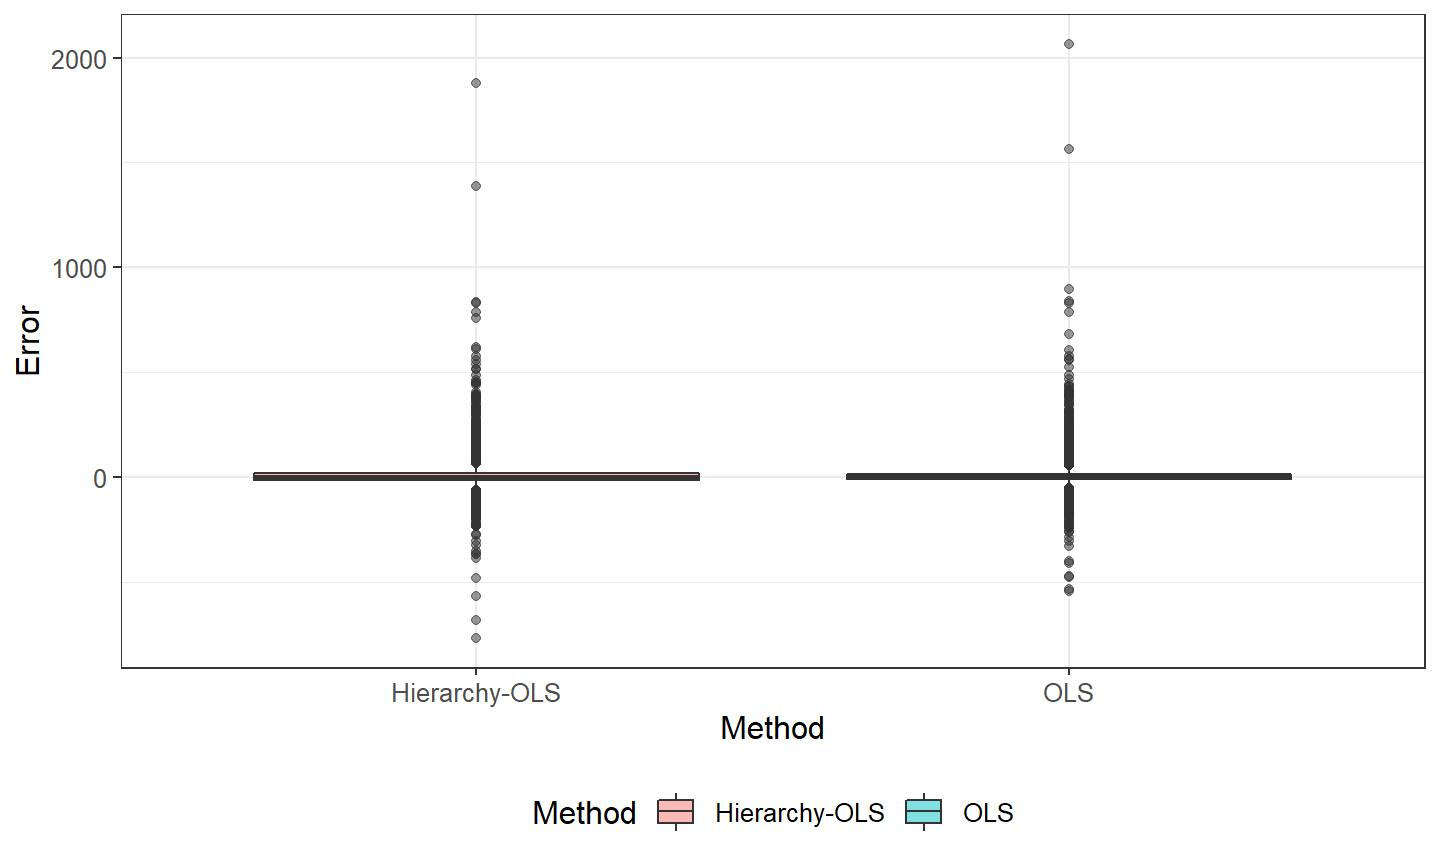 2000
1000
0
Error
Hierarchy-OLS OLS
Method
Method Hierarchy-OLS OLS